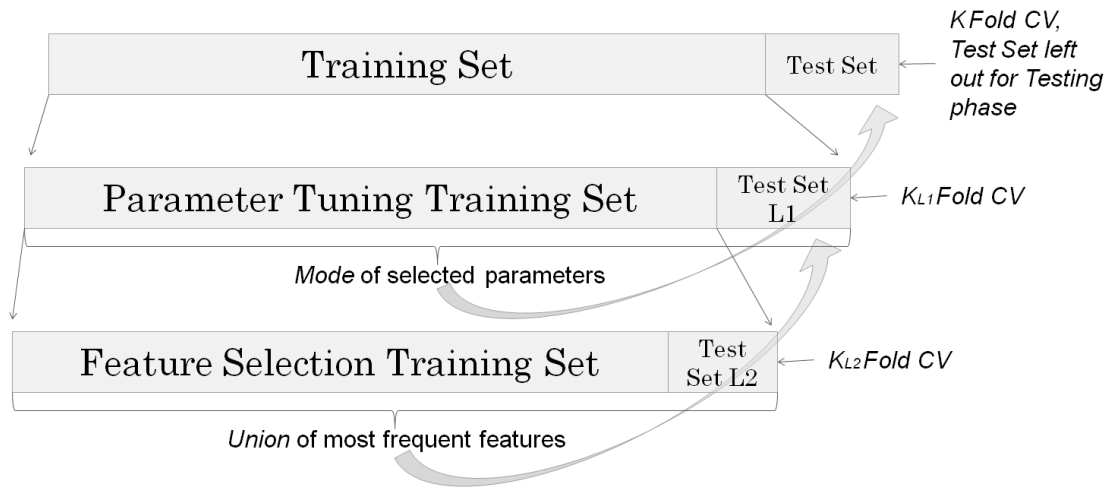 Training Set
Test Set
K Fold CV,
Test Set left
out for Testing
phase
Parameter Tuning Training Set
Test Set
L1
KL1Fold CV
Mode of selected parameters
Feature Selection Training Set
Test
Set L2
KL2Fold CV
Union of most frequent features